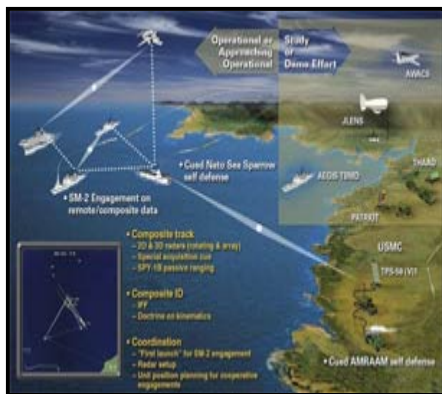 Operational or
Approaching
Operational
Study
or
Demo Effort
AWACS
JLENS
• Cued Nato Sea Sparrow
self defense
AEGIS-TBMD
THAAD
• SM-2 Engagement on
remote/composite data
PATRIOT
USMC
• Composite track
– 2D & 3D radars (rotating & array)
– Special acquisition cue
– SPY-1B passive ranging
• Composite ID
– IFF
– Doctrine on kinematics
• Coordination
– "First launch" for SM-2 engagement
– Radar setup
– Unit position planning for cooperative
engagements
• Cued AMRAAM self defense